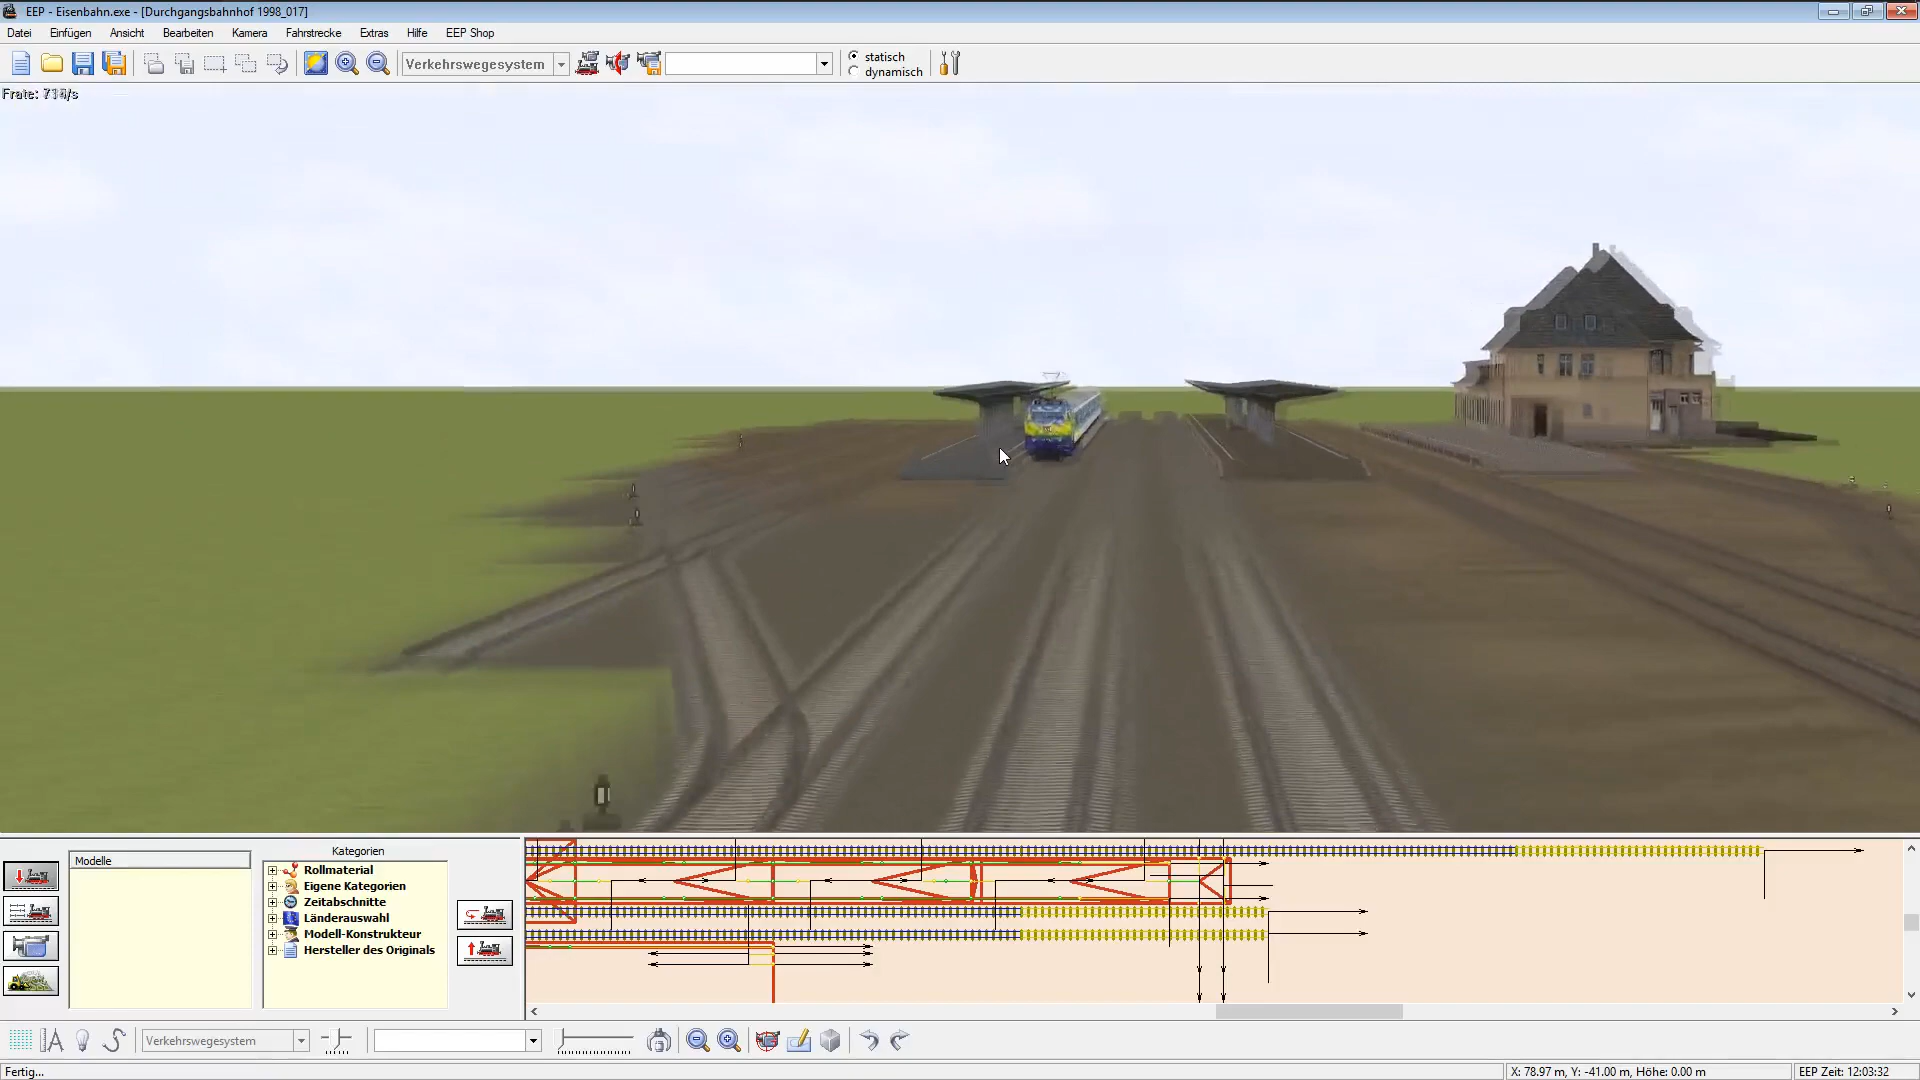 EEP - Eisenbahn.exe - [Durchgangsbahnhof 1998_017]
Datei Einfügen Ansicht Bearbeiten Kamera Fahrstrecke Extras Hilfe EEP Shop
Verkehrswegesystem
statisch
dynamisch
Kategorien
Modelle
Rollmaterial
Eigene Kategorien
Zeitabschnitte
Länderauswahl
Modell-Konstrukteur
Hersteller des Originals
Verkehrswegesystem
Fertig...
X: 78.97 m, Y: -41.00 m, Höhe: 0.00 m
EEP Zeit: 12:03:32